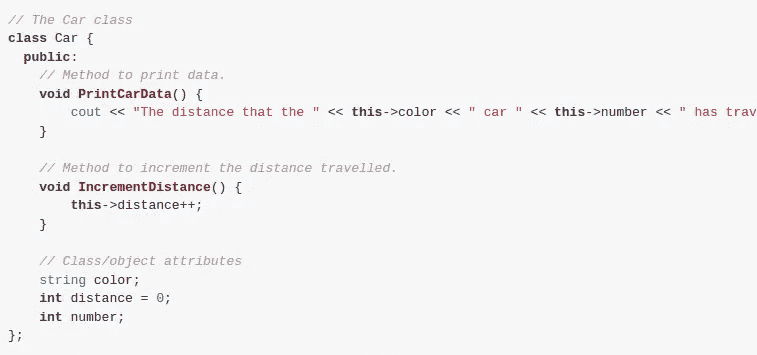 // The Car class
class Car {
  public:
    // Method to print data.
    void PrintCarData() {
        cout << "The distance that the " << this->color << " car " << this->number << " has trav
    }

    // Method to increment the distance travelled.
    void IncrementDistance() {
        this->distance++;
    }

    // Class/object attributes
    string color;
    int distance = 0;
    int number;
};